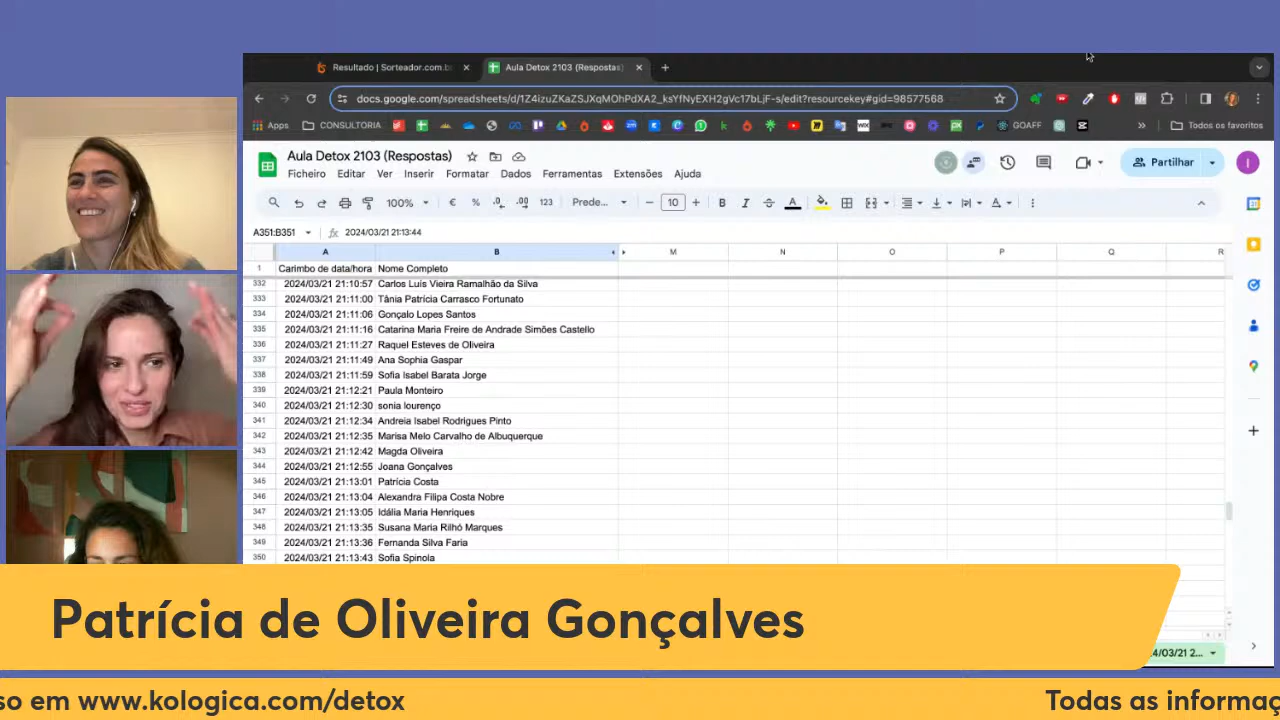 Resultado | Sorteador.com.b
Aula Detox 2103 (Respostas)
docs.google.com/spreadsheets/d/1Z4izuZKaZSJXqMOhPdXA2_ksYfNyEXH2gVc17bLjF-s/edit?resourcekey#gid=98577568
Apps CONSULTORIA GOAFF » Todos os favoritos
Aula Detox 2103 (Respostas)
Ficheiro Editar Ver Inserir Formatar Dados Ferramentas Extensões Ajuda
Partilhar I
100% € % .0 .00 123 Prede... − 10 + B I A
A351:B351 fx 2024/03/21 21:13:44
A B M N O P Q R
1 Carimbo de data/hora Nome Completo
332 2024/03/21 21:10:57 Carlos Luís Vieira Ramalhão da Silva
333 2024/03/21 21:11:00 Tânia Patrícia Carrasco Fortunato
334 2024/03/21 21:11:06 Gonçalo Lopes Santos
335 2024/03/21 21:11:16 Catarina Maria Freire de Andrade Simões Castello
336 2024/03/21 21:11:27 Raquel Esteves de Oliveira
337 2024/03/21 21:11:49 Ana Sophia Gaspar
338 2024/03/21 21:11:59 Sofia Isabel Barata Jorge
339 2024/03/21 21:12:21 Paula Monteiro
340 2024/03/21 21:12:30 sonia lourenço
341 2024/03/21 21:12:34 Andreia Isabel Rodrigues Pinto
342 2024/03/21 21:12:35 Marisa Melo Carvalho de Albuquerque
343 2024/03/21 21:12:42 Magda Oliveira
344 2024/03/21 21:12:55 Joana Gonçalves
345 2024/03/21 21:13:01 Patrícia Costa
346 2024/03/21 21:13:04 Alexandra Filipa Costa Nobre
347 2024/03/21 21:13:05 Idália Maria Henriques
348 2024/03/21 21:13:35 Susana Maria Rilhó Marques
349 2024/03/21 21:13:36 Fernanda Silva Faria
350 2024/03/21 21:13:43 Sofia Spinola
4/03/21 2...
Patrícia de Oliveira Gonçalves
so em www.kologica.com/detox
Todas as informaç